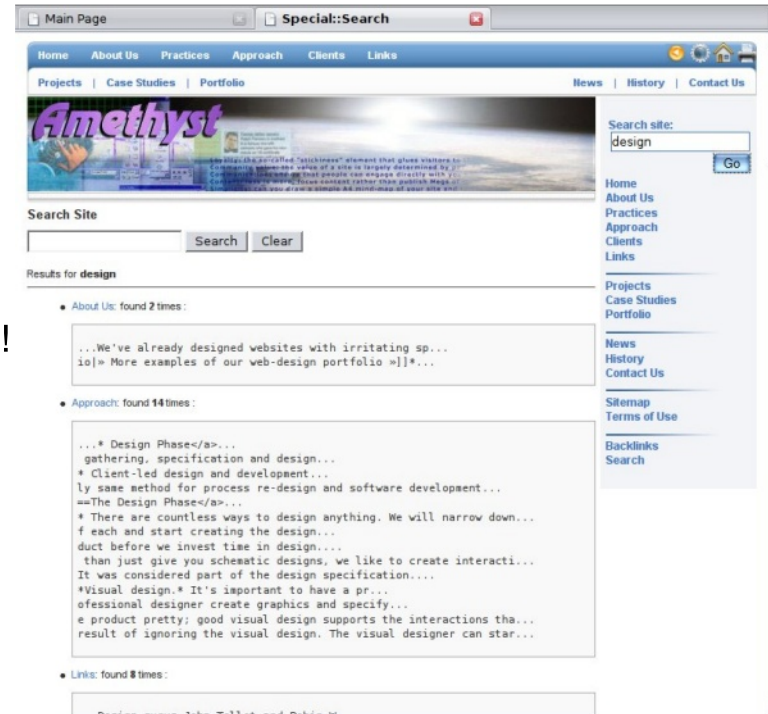 Main Page
Special::Search
Home About Us Practices Approach Clients Links
Projects | Case Studies | Portfolio
News | History | Contact Us
Amethyst
Search site:
design
Go
Home
About Us
Practices
Approach
Clients
Links
Projects
Case Studies
Portfolio
News
History
Contact Us
Sitemap
Terms of Use
Backlinks
Search
Search Site
Search Clear
Results for design
• About Us: found 2 times :
...We've already designed websites with irritating sp...
io|» More examples of our web-design portfolio »]]*...
!
• Approach: found 14 times :
...* Design Phase</a>...
gathering, specification and design...
* Client-led design and development...
ly same method for process re-design and software development...
==The Design Phase</a>...
* There are countless ways to design anything. We will narrow down...
f each and start creating the design...
duct before we invest time in design....
than just give you schematic designs, we like to create interacti...
It was considered part of the design specification....
*Visual design.* It's important to have a pr...
ofessional designer create graphics and specify...
e product pretty; good visual design supports the interactions tha...
result of ignoring the visual design. The visual designer can star...
• Links: found 8 times :